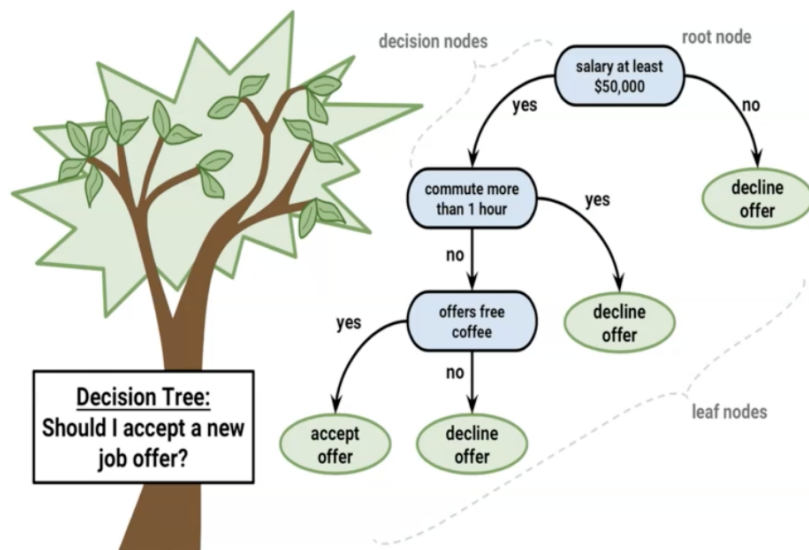 decision nodes
root node
salary at least
$50,000
yes
no
commute more
than 1 hour
yes
decline
offer
no
offers free
coffee
decline
offer
yes
no
leaf nodes
Decision Tree:
Should I accept a new
job offer?
accept
offer
decline
offer